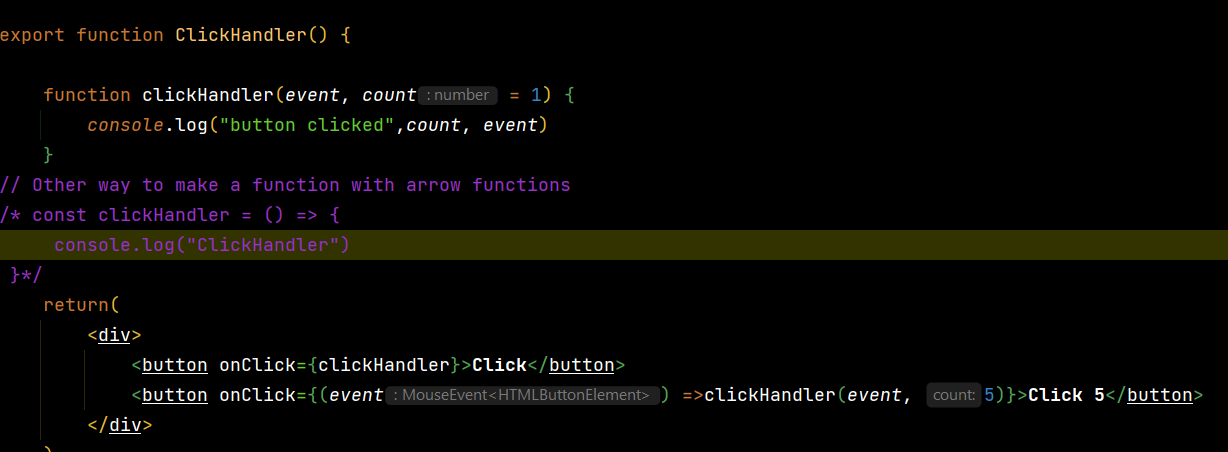 export function ClickHandler() {
function clickHandler(event, count : number = 1) {
console.log("button clicked",count, event)
}
// Other way to make a function with arrow functions
/* const clickHandler = () => {
console.log("ClickHandler")
}*/
return(
<div>
<button onClick={clickHandler}>Click</button>
<button onClick={(event : MouseEvent<HTMLButtonElement> ) =>clickHandler(event, count: 5)}>Click 5</button>
</div>